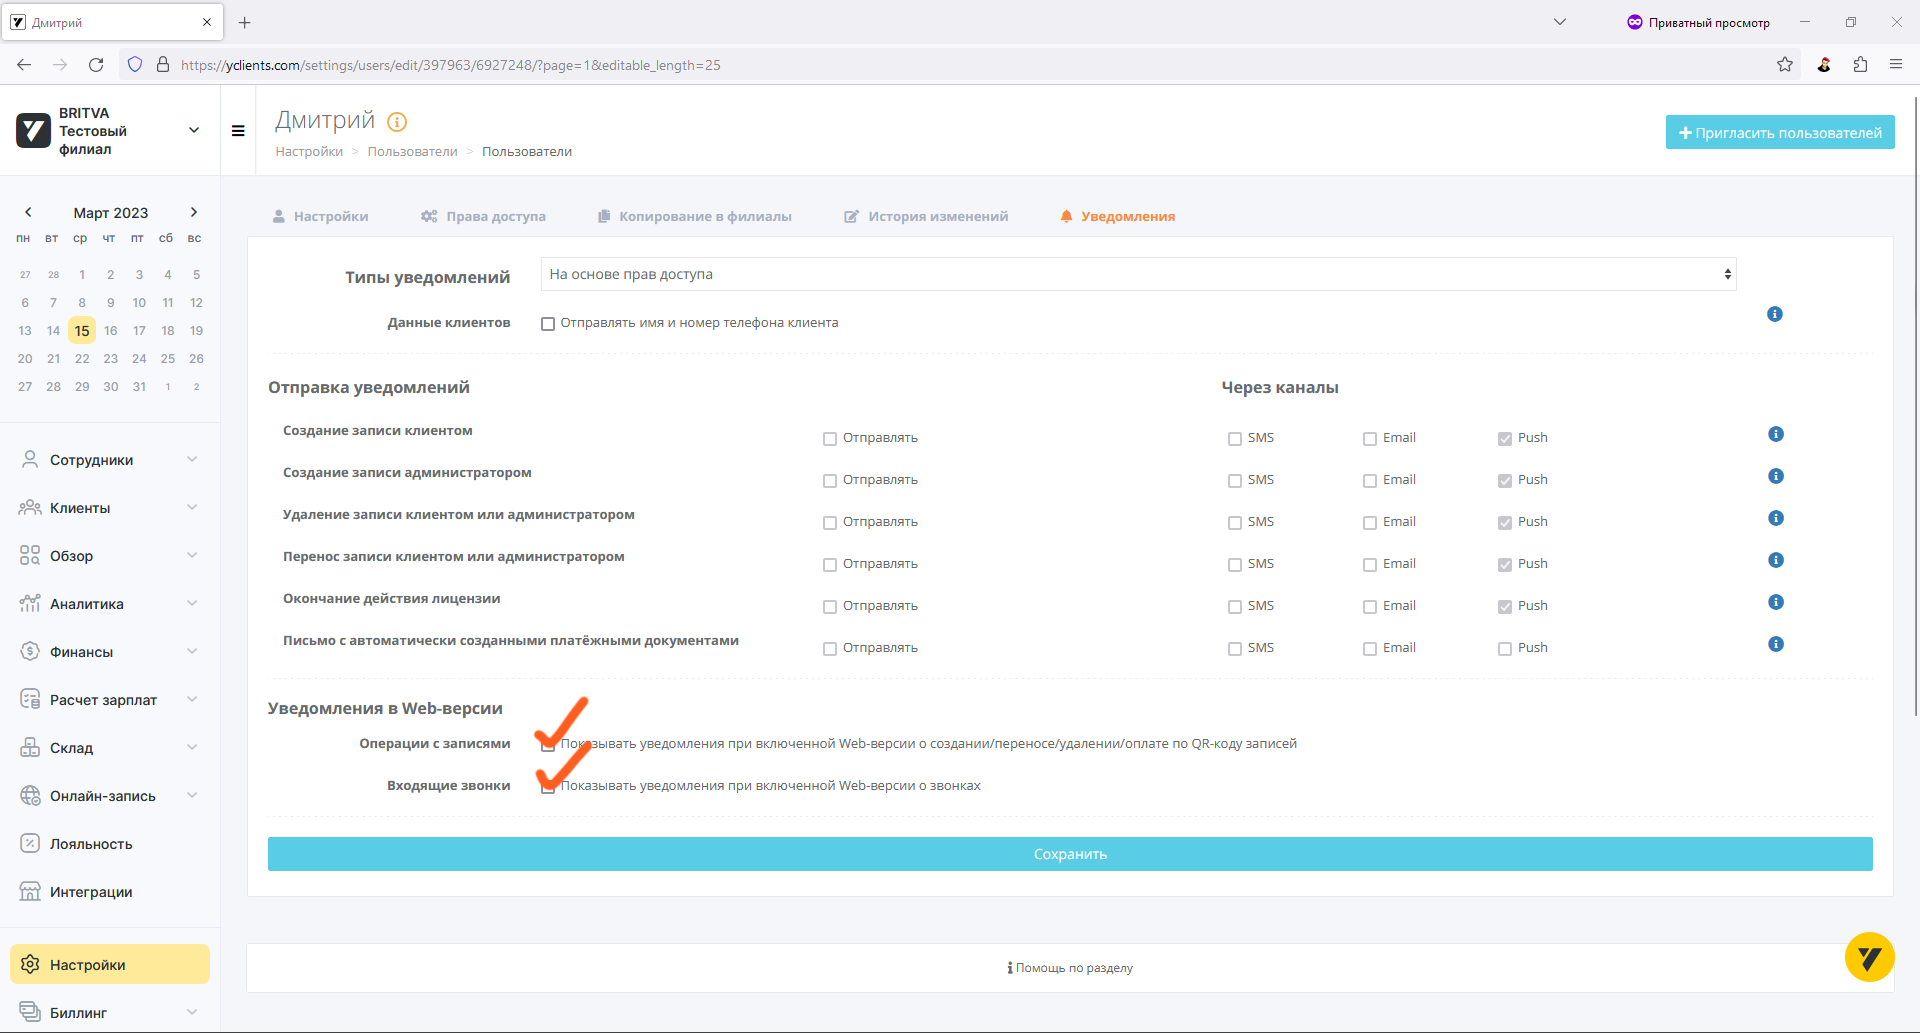 Дмитрий
Приватный просмотр
https://yclients.com/settings/users/edit/397963/6927248/?page=1&editable_length=25
BRITVA
Тестовый
филиал
Дмитрий
Настройки > Пользователи > Пользователи
Пригласить пользователей
Март 2023
пн вт ср чт пт сб вс
27 28 1 2 3 4 5
6 7 8 9 10 11 12
13 14 15 16 17 18 19
20 21 22 23 24 25 26
27 28 29 30 31 1 2
Сотрудники
Клиенты
Обзор
Аналитика
Финансы
Расчет зарплат
Склад
Онлайн-запись
Лояльность
Интеграции
Настройки
Биллинг
Настройки Права доступа Копирование в филиалы История изменений Уведомления
Типы уведомлений На основе прав доступа
Данные клиентов Отправлять имя и номер телефона клиента
Отправка уведомлений Через каналы
Создание записи клиентом Отправлять SMS Email Push
Создание записи администратором Отправлять SMS Email Push
Удаление записи клиентом или администратором Отправлять SMS Email Push
Перенос записи клиентом или администратором Отправлять SMS Email Push
Окончание действия лицензии Отправлять SMS Email Push
Письмо с автоматически созданными платёжными документами Отправлять SMS Email Push
Уведомления в Web-версии
Операции с записями Показывать уведомления при включенной Web-версии о создании/переносе/удалении/оплате по QR-коду записей
Входящие звонки Показывать уведомления при включенной Web-версии о звонках
Сохранить
Помощь по разделу